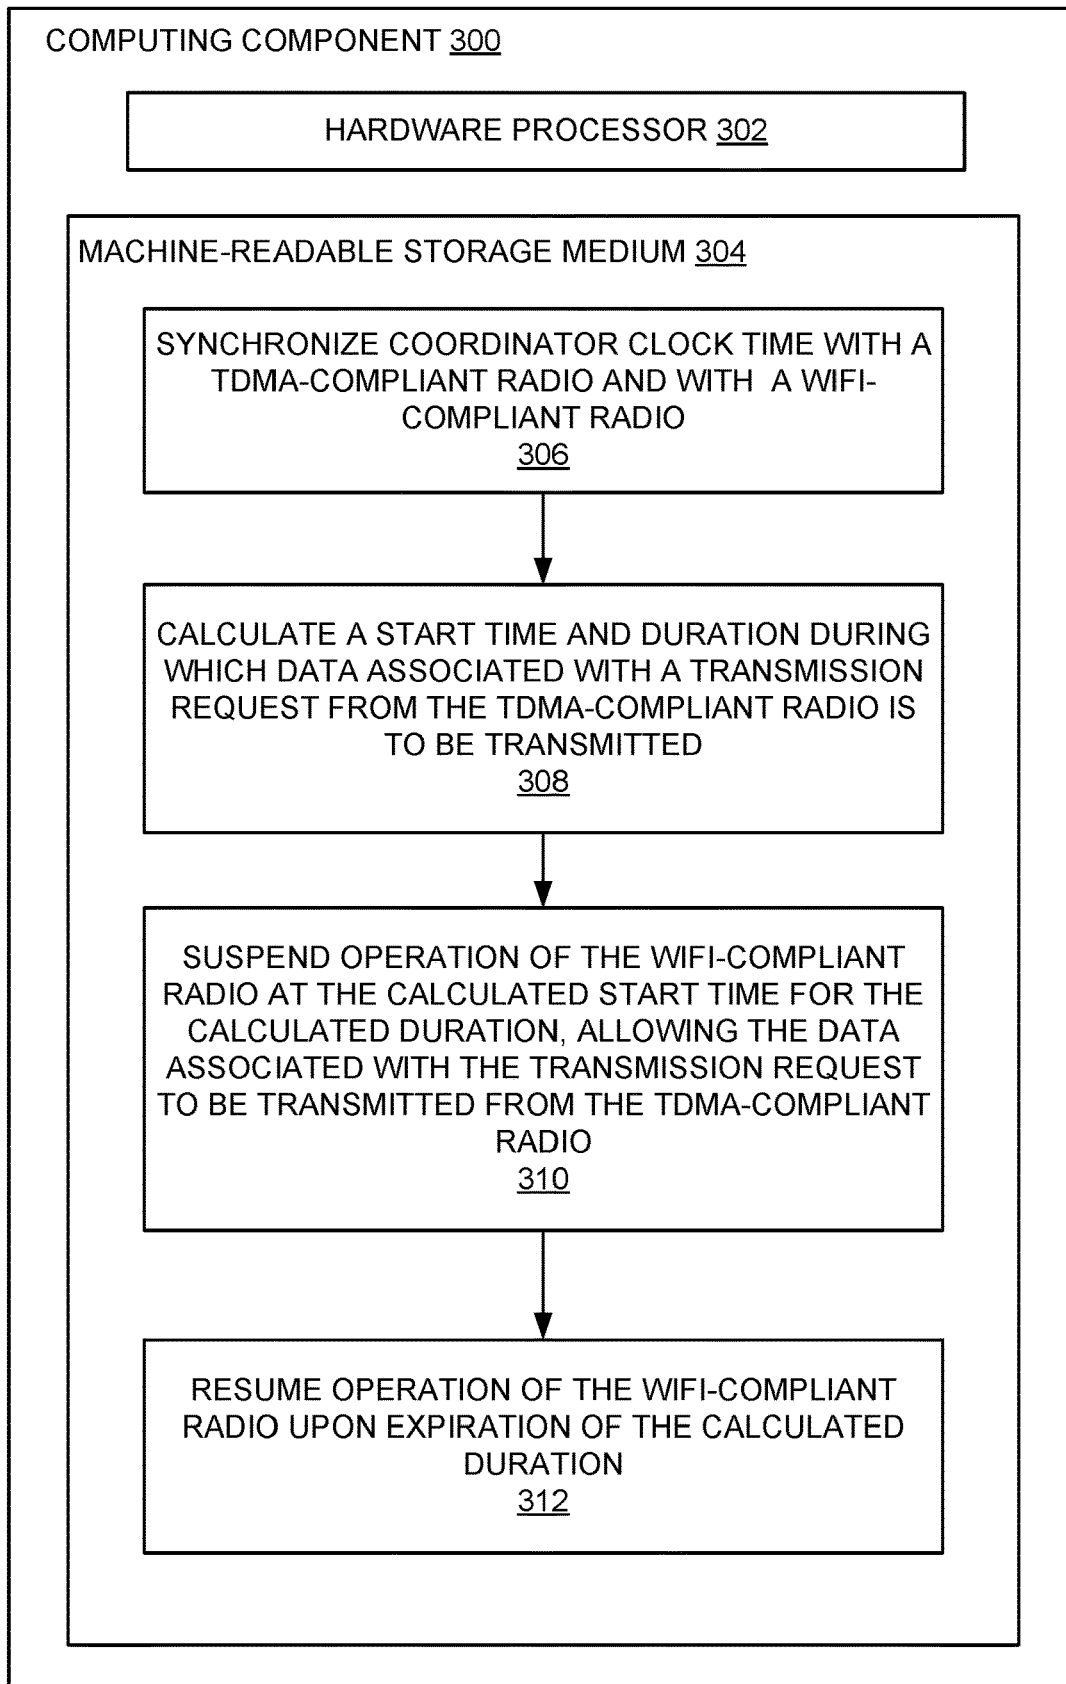 COMPUTING COMPONENT 300
HARDWARE PROCESSOR 302
MACHINE-READABLE STORAGE MEDIUM 304
SYNCHRONIZE COORDINATOR CLOCK TIME WITH A
TDMA-COMPLIANT RADIO AND WITH A WIFI-
COMPLIANT RADIO
306
CALCULATE A START TIME AND DURATION DURING
WHICH DATA ASSOCIATED WITH A TRANSMISSION
REQUEST FROM THE TDMA-COMPLIANT RADIO IS
TO BE TRANSMITTED
308
SUSPEND OPERATION OF THE WIFI-COMPLIANT
RADIO AT THE CALCULATED START TIME FOR THE
CALCULATED DURATION, ALLOWING THE DATA
ASSOCIATED WITH THE TRANSMISSION REQUEST
TO BE TRANSMITTED FROM THE TDMA-COMPLIANT
RADIO
310
RESUME OPERATION OF THE WIFI-COMPLIANT
RADIO UPON EXPIRATION OF THE CALCULATED
DURATION
312